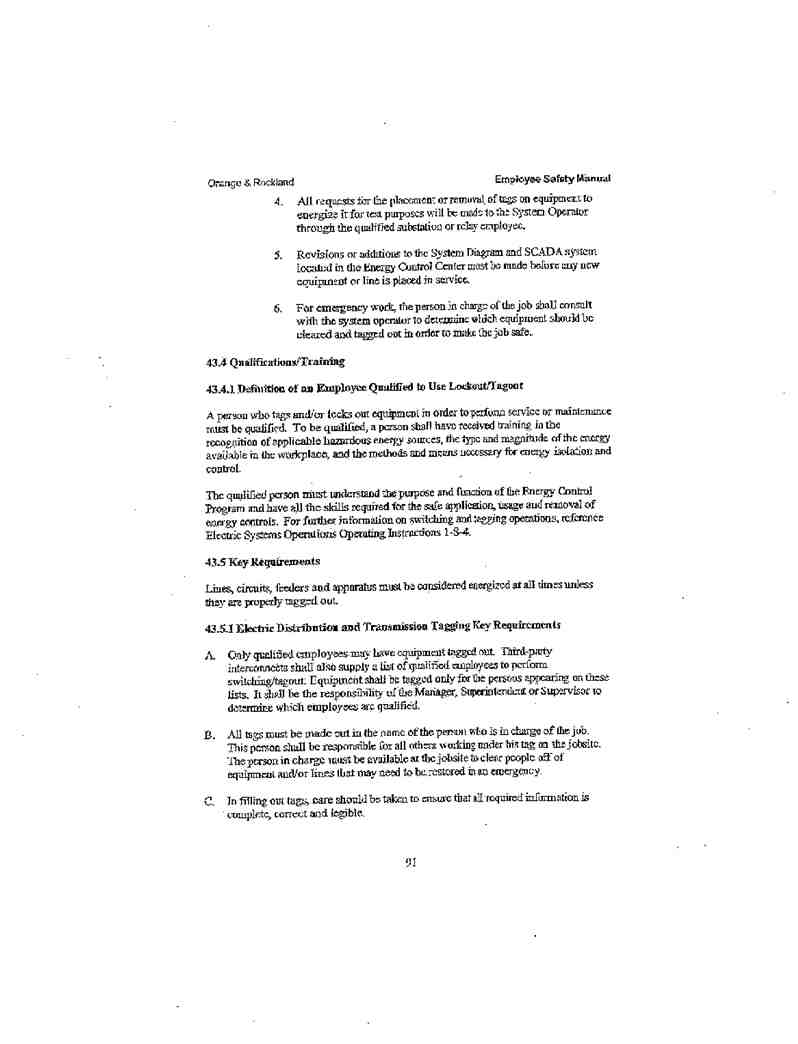 Orange & Rockland
Employee Safety Manual
4. All requests for the placement or removal of tags on equipment to
energize it for test purposes will be made to the System Operator
through the qualified substation or relay employee.
5. Revisions or additions to the System Diagram and SCADA system
located in the Energy Control Center must be made before any new
equipment or line is placed in service.
6. For emergency work, the person in charge of the job shall consult
with the system operator to determine which equipment should be
cleared and tagged out in order to make the job safe.
43.4 Qualifications/Training
43.4.1 Definition of an Employee Qualified to Use Lockout/Tagout
A person who tags and/or locks out equipment in order to perform service or maintenance
must be qualified. To be qualified, a person shall have received training in the
recognition of applicable hazardous energy sources, the type and magnitude of the energy
available in the workplace, and the methods and means necessary for energy isolation and
control.
The qualified person must understand the purpose and function of the Energy Control
Program and have all the skills required for the safe application, usage and removal of
energy controls. For further information on switching and tagging operations, reference
Electric Systems Operations Operating Instructions 1-8-4.
43.5 Key Requirements
Lines, circuits, feeders and apparatus must be considered energized at all times unless
they are properly tagged out.
43.5.1 Electric Distribution and Transmission Tagging Key Requirements
A. Only qualified employees may have equipment tagged out. Third-party
interconnects shall also supply a list of qualified employees to perform
switching/tagout. Equipment shall be tagged only for the persons appearing on these
lists. It shall be the responsibility of the Manager, Superintendent or Supervisor to
determine which employees are qualified.
B. All tags must be made out in the name of the person who is in charge of the job.
This person shall be responsible for all others working under his tag on the jobsite.
The person in charge must be available at the jobsite to clear people off of
equipment and/or lines that may need to be restored in an emergency.
C. In filling out tags, care should be taken to ensure that all required information is
complete, correct and legible.
91